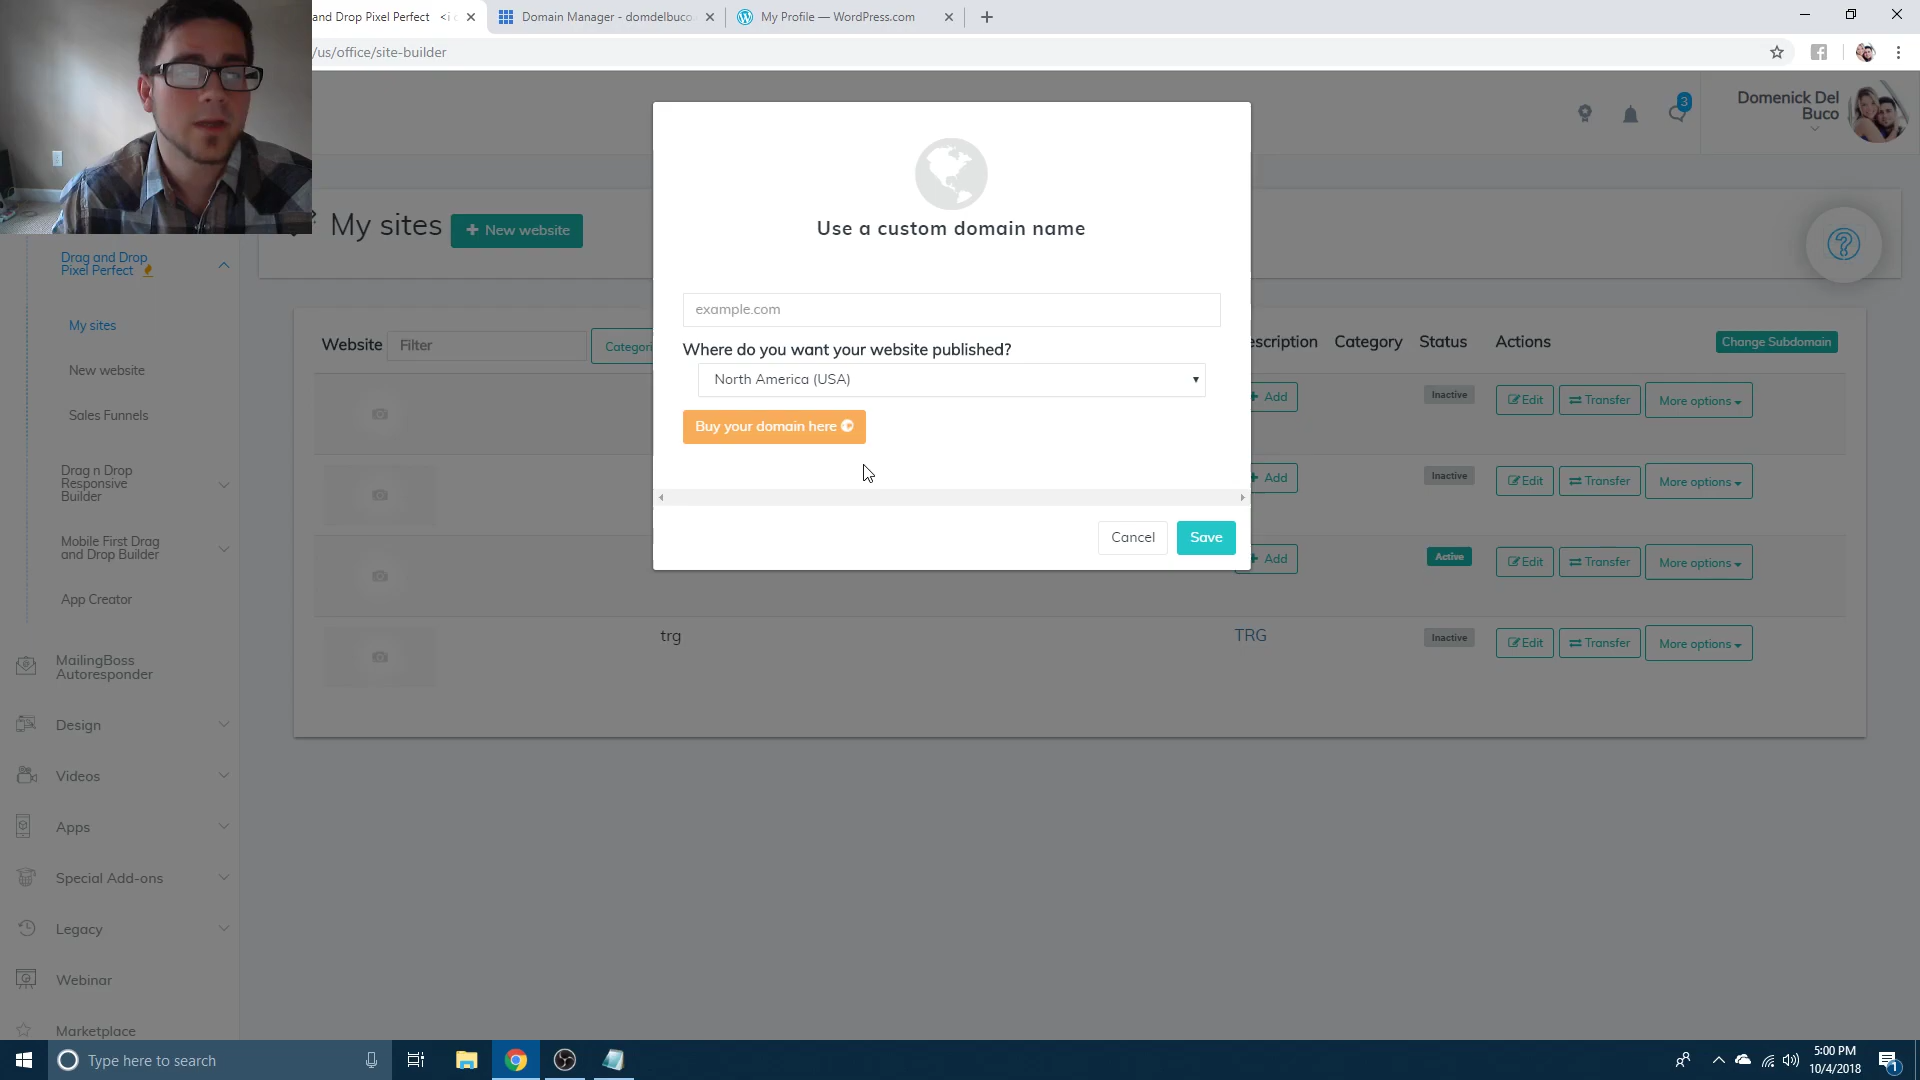 and Drop Pixel Perfect <i c
Domain Manager - domdelbuco
My Profile — WordPress.com
/us/office/site-builder
3
Domenick Del
Buco
My sites
New website
Use a custom domain name
example.com
Where do you want your website published?
North America (USA)
Buy your domain here
Cancel
Save
Drag and Drop
Pixel Perfect
My sites
New website
Sales Funnels
Drag n Drop
Responsive
Builder
Mobile First Drag
and Drop Builder
App Creator
MailingBoss
Autoresponder
Design
Videos
Apps
Special Add-ons
Legacy
Webinar
Marketplace
Website
Filter
Categori
escription
Category
Status
Actions
Change Subdomain
Add
Inactive
Edit
Transfer
More options
Add
Inactive
Edit
Transfer
More options
Add
Active
Edit
Transfer
More options
trg
TRG
Inactive
Edit
Transfer
More options
Type here to search
5:00 PM
10/4/2018
1